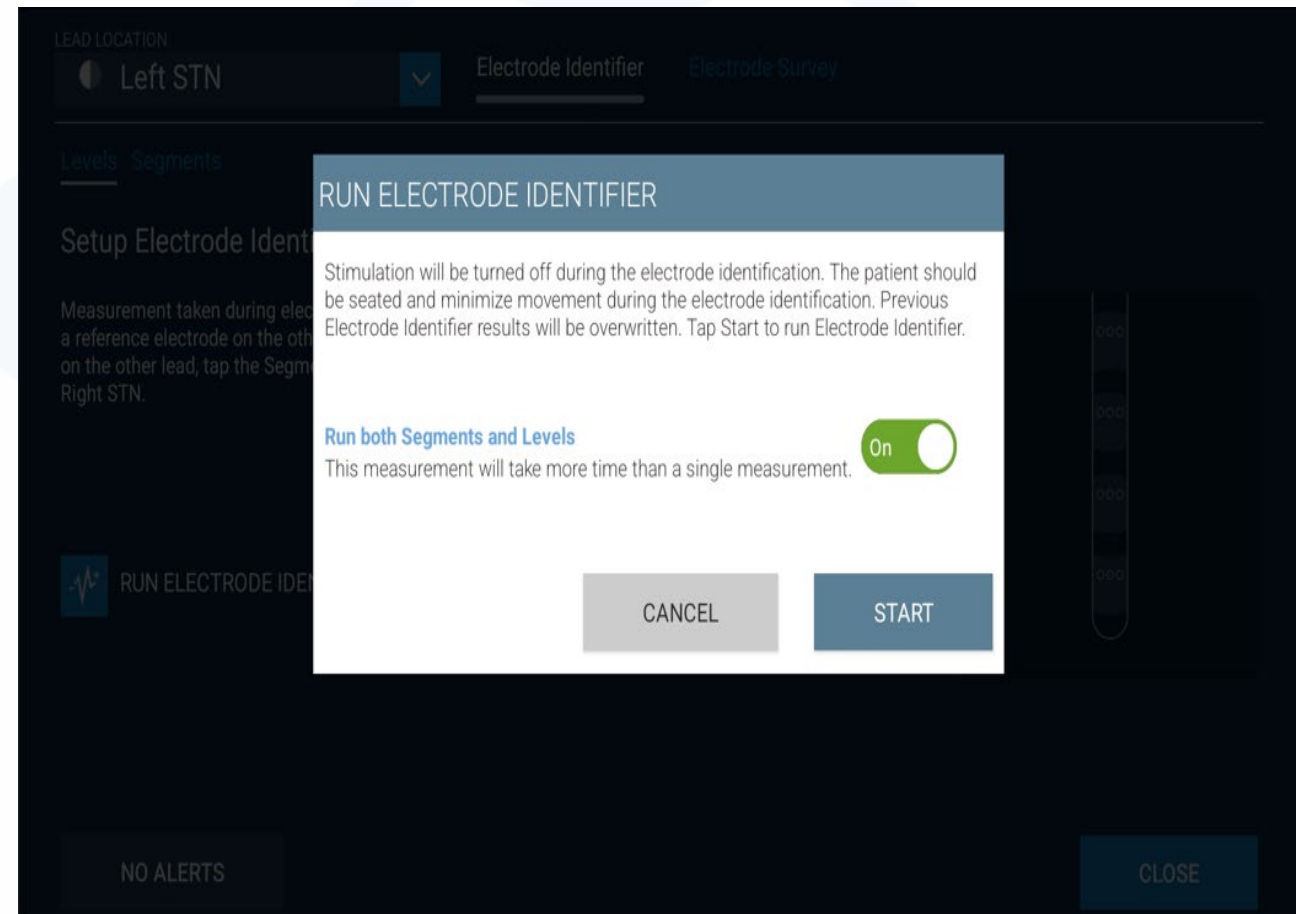 LEAD LOCATION
Left STN
Electrode Identifier
Electrode Survey
Levels
Segments
RUN ELECTRODE IDENTIFIER
Setup Electrode Identi
Stimulation will be turned off during the electrode identification. The patient should
be seated and minimize movement during the electrode identification. Previous
Electrode Identifier results will be overwritten. Tap Start to run Electrode Identifier.
Measurement taken during elec
a reference electrode on the oth
on the other lead, tap the Segm
Right STN.
Run both Segments and Levels
This measurement will take more time than a single measurement.
On
RUN ELECTRODE IDEN
CANCEL
START
NO ALERTS
CLOSE